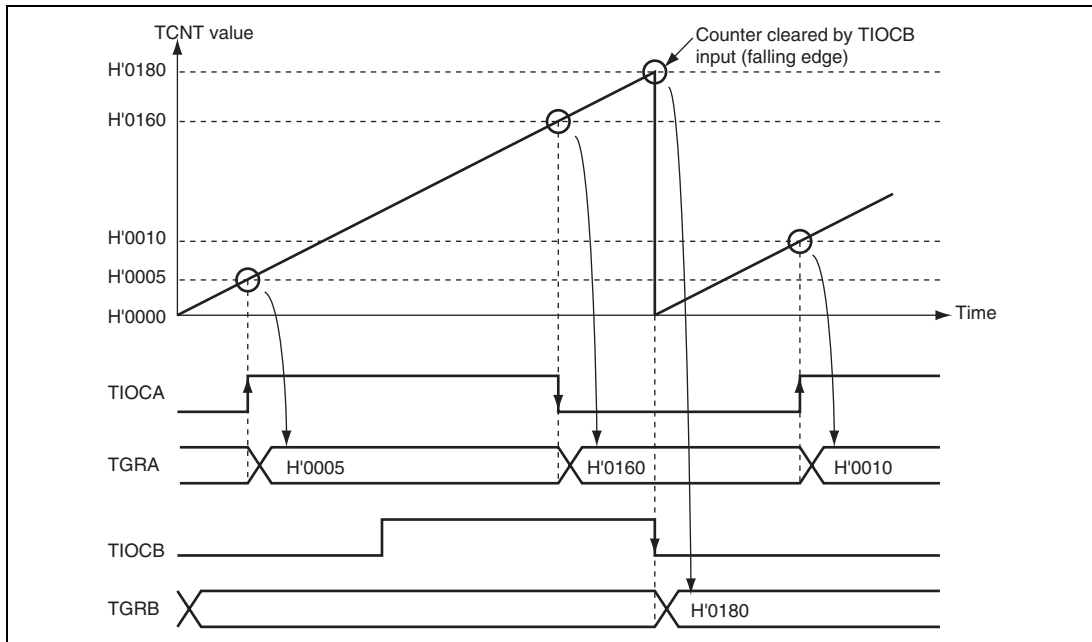 TCNT value
Counter cleared by TIOCB
input (falling edge)
H'0180
H'0160
H'0010
H'0005
H'0000
Time
TIOCA
TGRA
H'0005
H'0160
H'0010
TIOCB
TGRB
H'0180